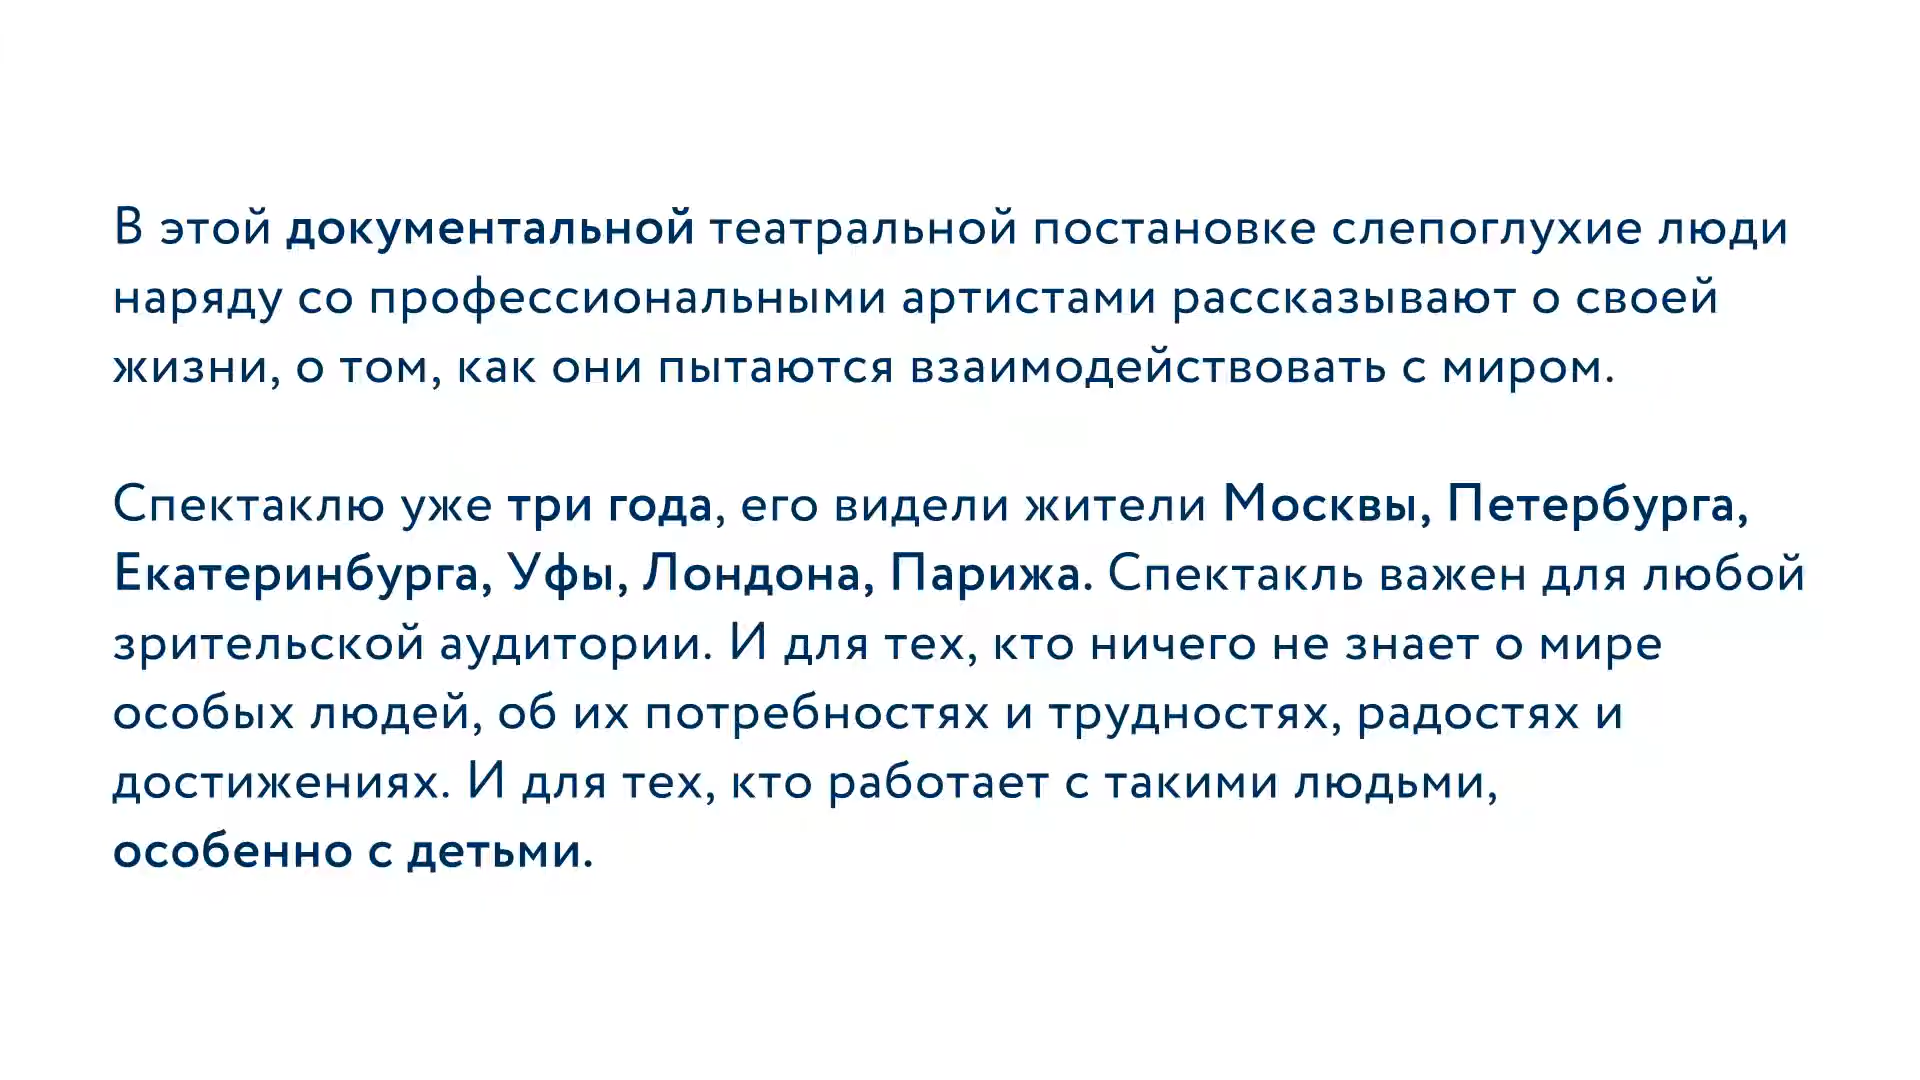 В этой документальной театральной постановке слепоглухие люди
наряду со профессиональными артистами рассказывают о своей
жизни, о том, как они пытаются взаимодействовать с миром.
Спектаклю уже три года, его видели жители Москвы, Петербурга,
Екатеринбурга, Уфы, Лондона, Парижа. Спектакль важен для любой
зрительской аудитории. И для тех, кто ничего не знает о мире
особых людей, об их потребностях и трудностях, радостях и
достижениях. И для тех, кто работает с такими людьми,
особенно с детьми.